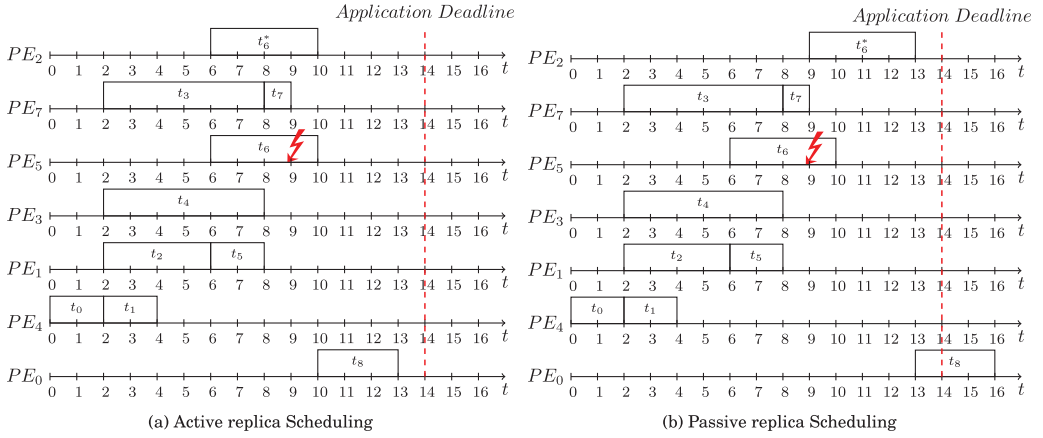 Application Deadline
PE2 t6*
0 1 2 3 4 5 6 7 8 9 10 11 12 13 14 15 16 t
PE7 t3 t7
0 1 2 3 4 5 6 7 8 9 10 11 12 13 14 15 16 t
PE5 t6
0 1 2 3 4 5 6 7 8 9 10 11 12 13 14 15 16 t
PE3 t4
0 1 2 3 4 5 6 7 8 9 10 11 12 13 14 15 16 t
PE1 t2 t5
0 1 2 3 4 5 6 7 8 9 10 11 12 13 14 15 16 t
PE4 t0 t1
0 1 2 3 4 5 6 7 8 9 10 11 12 13 14 15 16 t
PE0 t8
0 1 2 3 4 5 6 7 8 9 10 11 12 13 14 15 16 t
(a) Active replica Scheduling
Application Deadline
PE2 t6*
0 1 2 3 4 5 6 7 8 9 10 11 12 13 14 15 16 t
PE7 t3 t7
0 1 2 3 4 5 6 7 8 9 10 11 12 13 14 15 16 t
PE5 t6
0 1 2 3 4 5 6 7 8 9 10 11 12 13 14 15 16 t
PE3 t4
0 1 2 3 4 5 6 7 8 9 10 11 12 13 14 15 16 t
PE1 t2 t5
0 1 2 3 4 5 6 7 8 9 10 11 12 13 14 15 16 t
PE4 t0 t1
0 1 2 3 4 5 6 7 8 9 10 11 12 13 14 15 16 t
PE0 t8
0 1 2 3 4 5 6 7 8 9 10 11 12 13 14 15 16 t
(b) Passive replica Scheduling